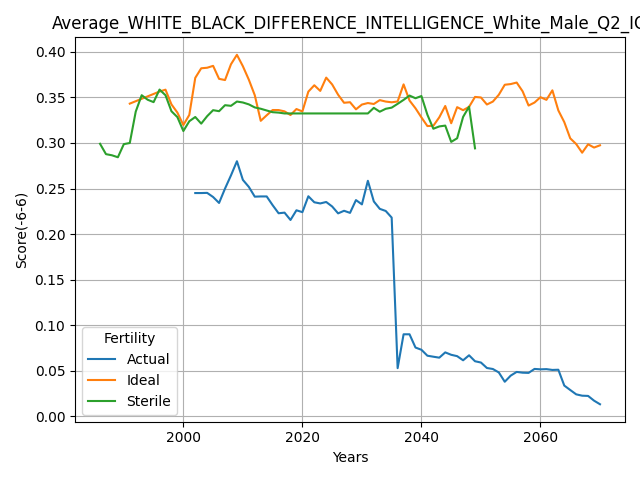 Average_WHITE_BLACK_DIFFERENCE_INTELLIGENCE_White_Male_Q2_IC
0.40
0.35
0.30
0.25
0.20
0.15
0.10
0.05
0.00
Score(-6-6)
Fertility
Actual
Ideal
Sterile
2000
2020
2040
2060
Years